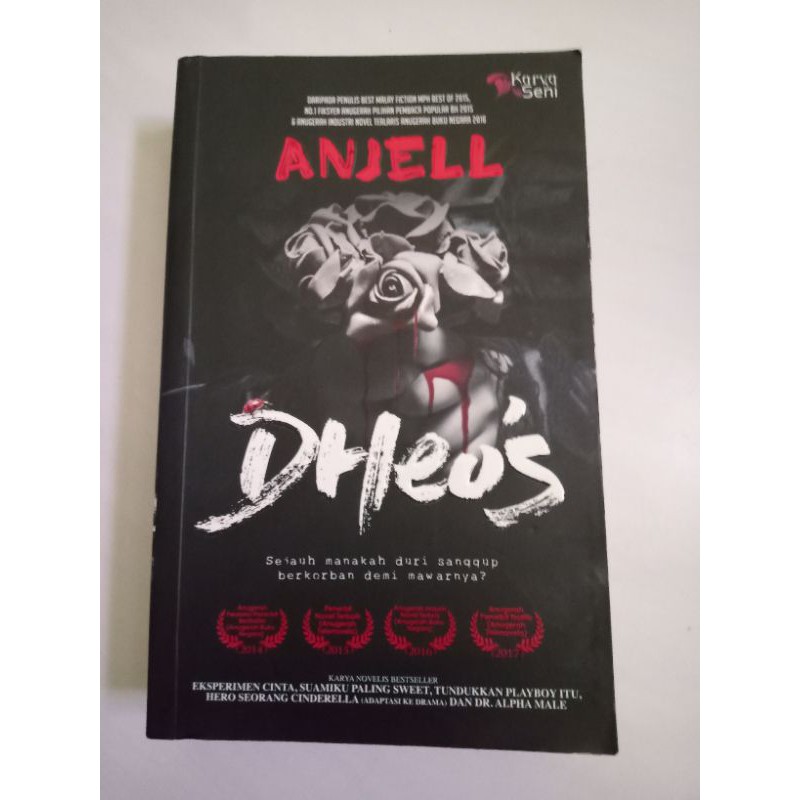 Karya
Seni
DARIPADA PENULIS BEST MALAY FICTION MPH BEST OF 2015,
NO.1 FIKSYEN ANUGERAH PILIHAN PEMBACA POPULAR BH 2015
& ANUGERAH INDUSTRI NOVEL TERLARIS ANUGERAH BUKU NEGARA 2016
ANJELL
DHeo's
Sejauh manakah duri sanggup
berkorban demi mawarnya?
2014
2015
2016
2017
KARYA NOVELIS BESTSELLER
EKSPERIMEN CINTA, SUAMIKU PALING SWEET, TUNDUKKAN PLAYBOY ITU,
HERO SEORANG CINDERELLA (ADAPTASI KE DRAMA) DAN DR. ALPHA MALE